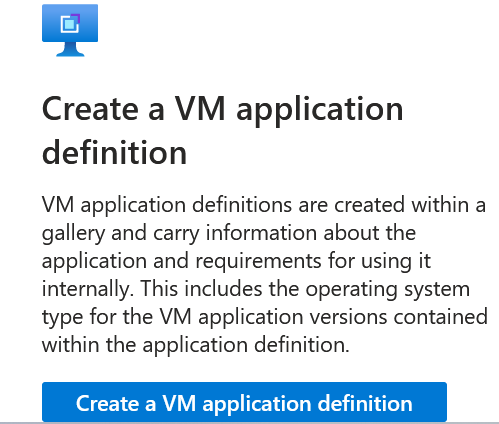 Create a VM application
definition
VM application definitions are created within a
gallery and carry information about the
application and requirements for using it
internally. This includes the operating system
type for the VM application versions contained
within the application definition.
Create a VM application definition